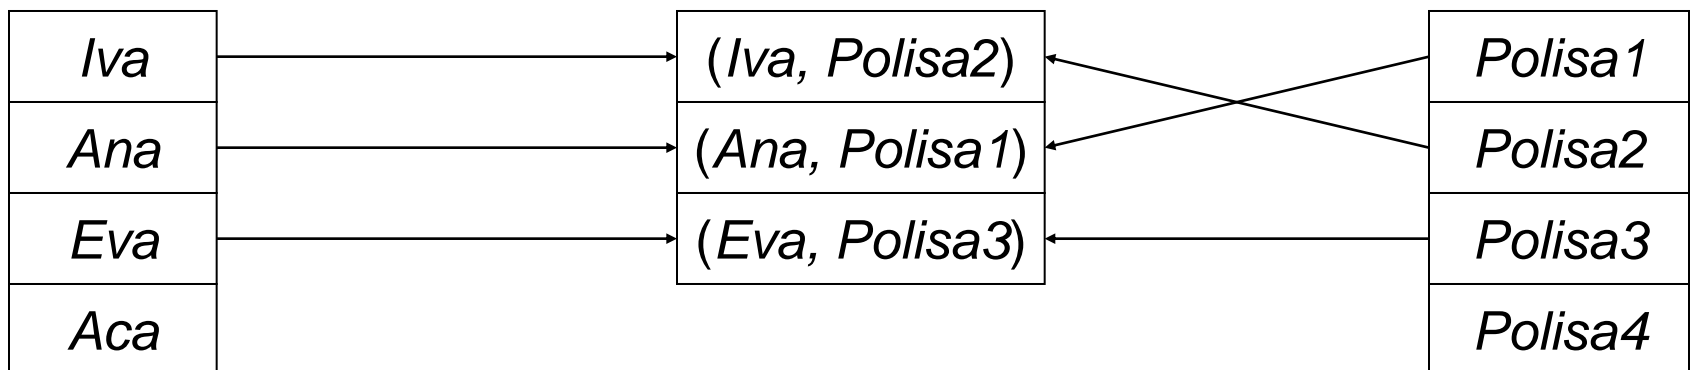 Iva (Iva, Polisa2) Polisa1
Ana (Ana, Polisa1) Polisa2
Eva (Eva, Polisa3) Polisa3
Aca Polisa4